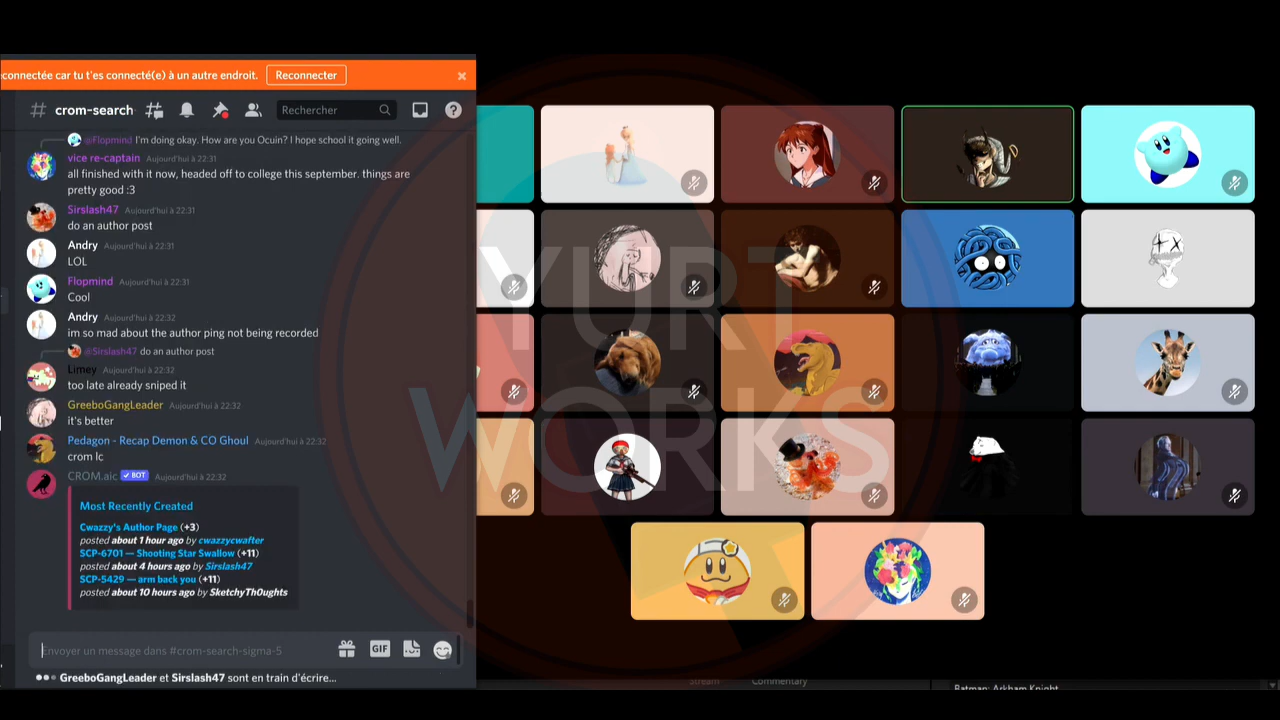 connectée car tu t'es connecté(e) à un autre endroit. Reconnecter
# crom-search Rechercher
@Flopmind I'm doing okay. How are you Ocuin? I hope school it going well.
vice re-captain Aujourd'hui à 22:31
all finished with it now, headed off to college this september. things are
pretty good :3
Sirslash47 Aujourd'hui à 22:31
do an author post
Andry Aujourd'hui à 22:31
LOL
Flopmind Aujourd'hui à 22:31
Cool
Andry Aujourd'hui à 22:32
im so mad about the author ping not being recorded
@Sirslash47 do an author post
Limey Aujourd'hui à 22:32
too late already sniped it
GreeboGangLeader Aujourd'hui à 22:32
it's better
Pedagon - Recap Demon & CO Ghoul Aujourd'hui à 22:32
crom lc
CROM.aic BOT Aujourd'hui à 22:32
Most Recently Created
Cwazzy's Author Page (+3)
posted about 1 hour ago by cwazzycwafter
SCP-6701 — Shooting Star Swallow (+11)
posted about 4 hours ago by Sirslash47
SCP-5429 — arm back you (+11)
posted about 10 hours ago by SketchyTh0ughts
Envoyer un message dans #crom-search-sigma-5
GIF
GreeboGangLeader et Sirslash47 sont en train d'écrire...
YURT
WORKS
Stream Commentary
Batman: Arkham Knight